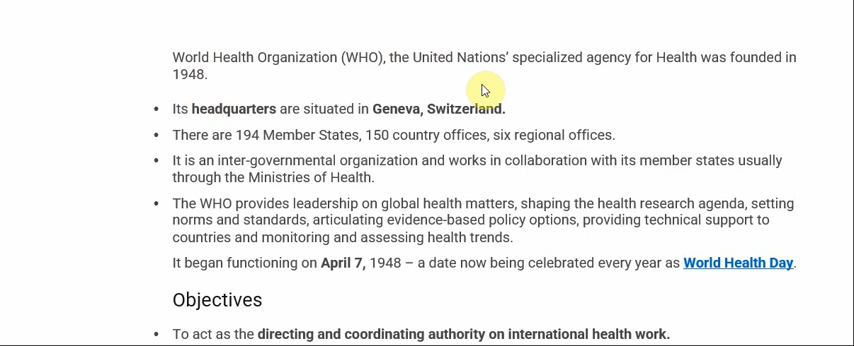 World Health Organization (WHO), the United Nations’ specialized agency for Health was founded in
1948.
• Its headquarters are situated in Geneva, Switzerland.
• There are 194 Member States, 150 country offices, six regional offices.
• It is an inter-governmental organization and works in collaboration with its member states usually
through the Ministries of Health.
• The WHO provides leadership on global health matters, shaping the health research agenda, setting
norms and standards, articulating evidence-based policy options, providing technical support to
countries and monitoring and assessing health trends.
It began functioning on April 7, 1948 – a date now being celebrated every year as World Health Day.
Objectives
• To act as the directing and coordinating authority on international health work.